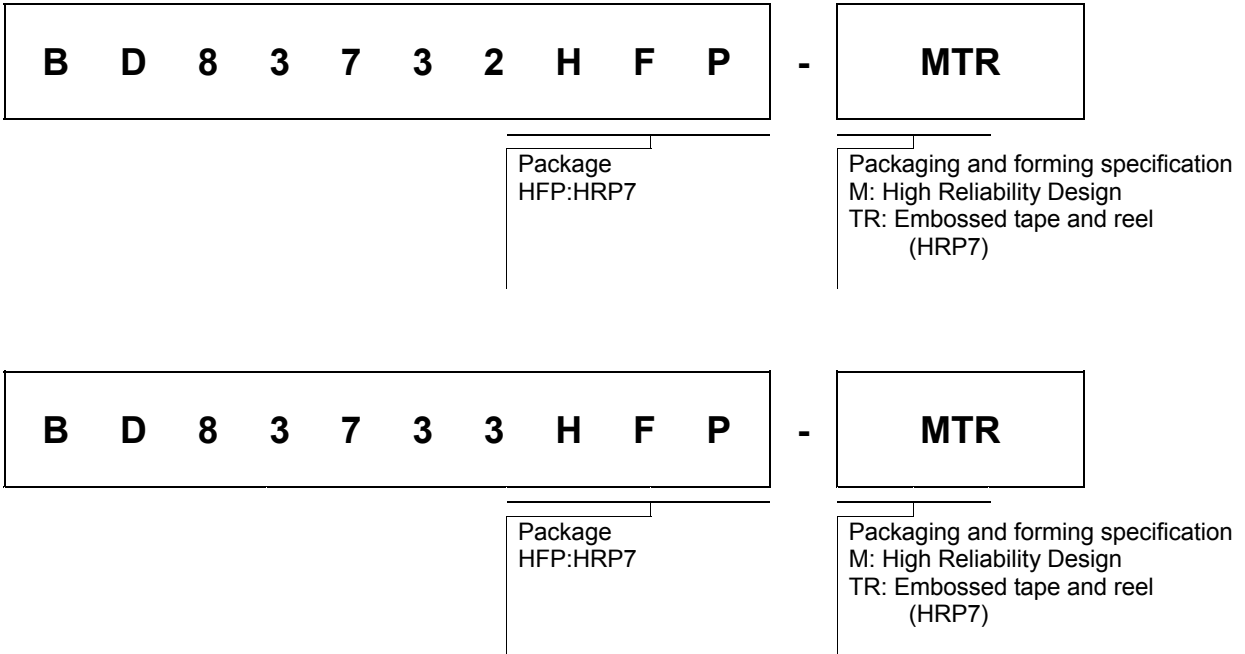 B D 8 3 7 3 2 H F P - MTR
Package
HFP:HRP7
Packaging and forming specification
M: High Reliability Design
TR: Embossed tape and reel
(HRP7)
B D 8 3 7 3 3 H F P - MTR
Package
HFP:HRP7
Packaging and forming specification
M: High Reliability Design
TR: Embossed tape and reel
(HRP7)